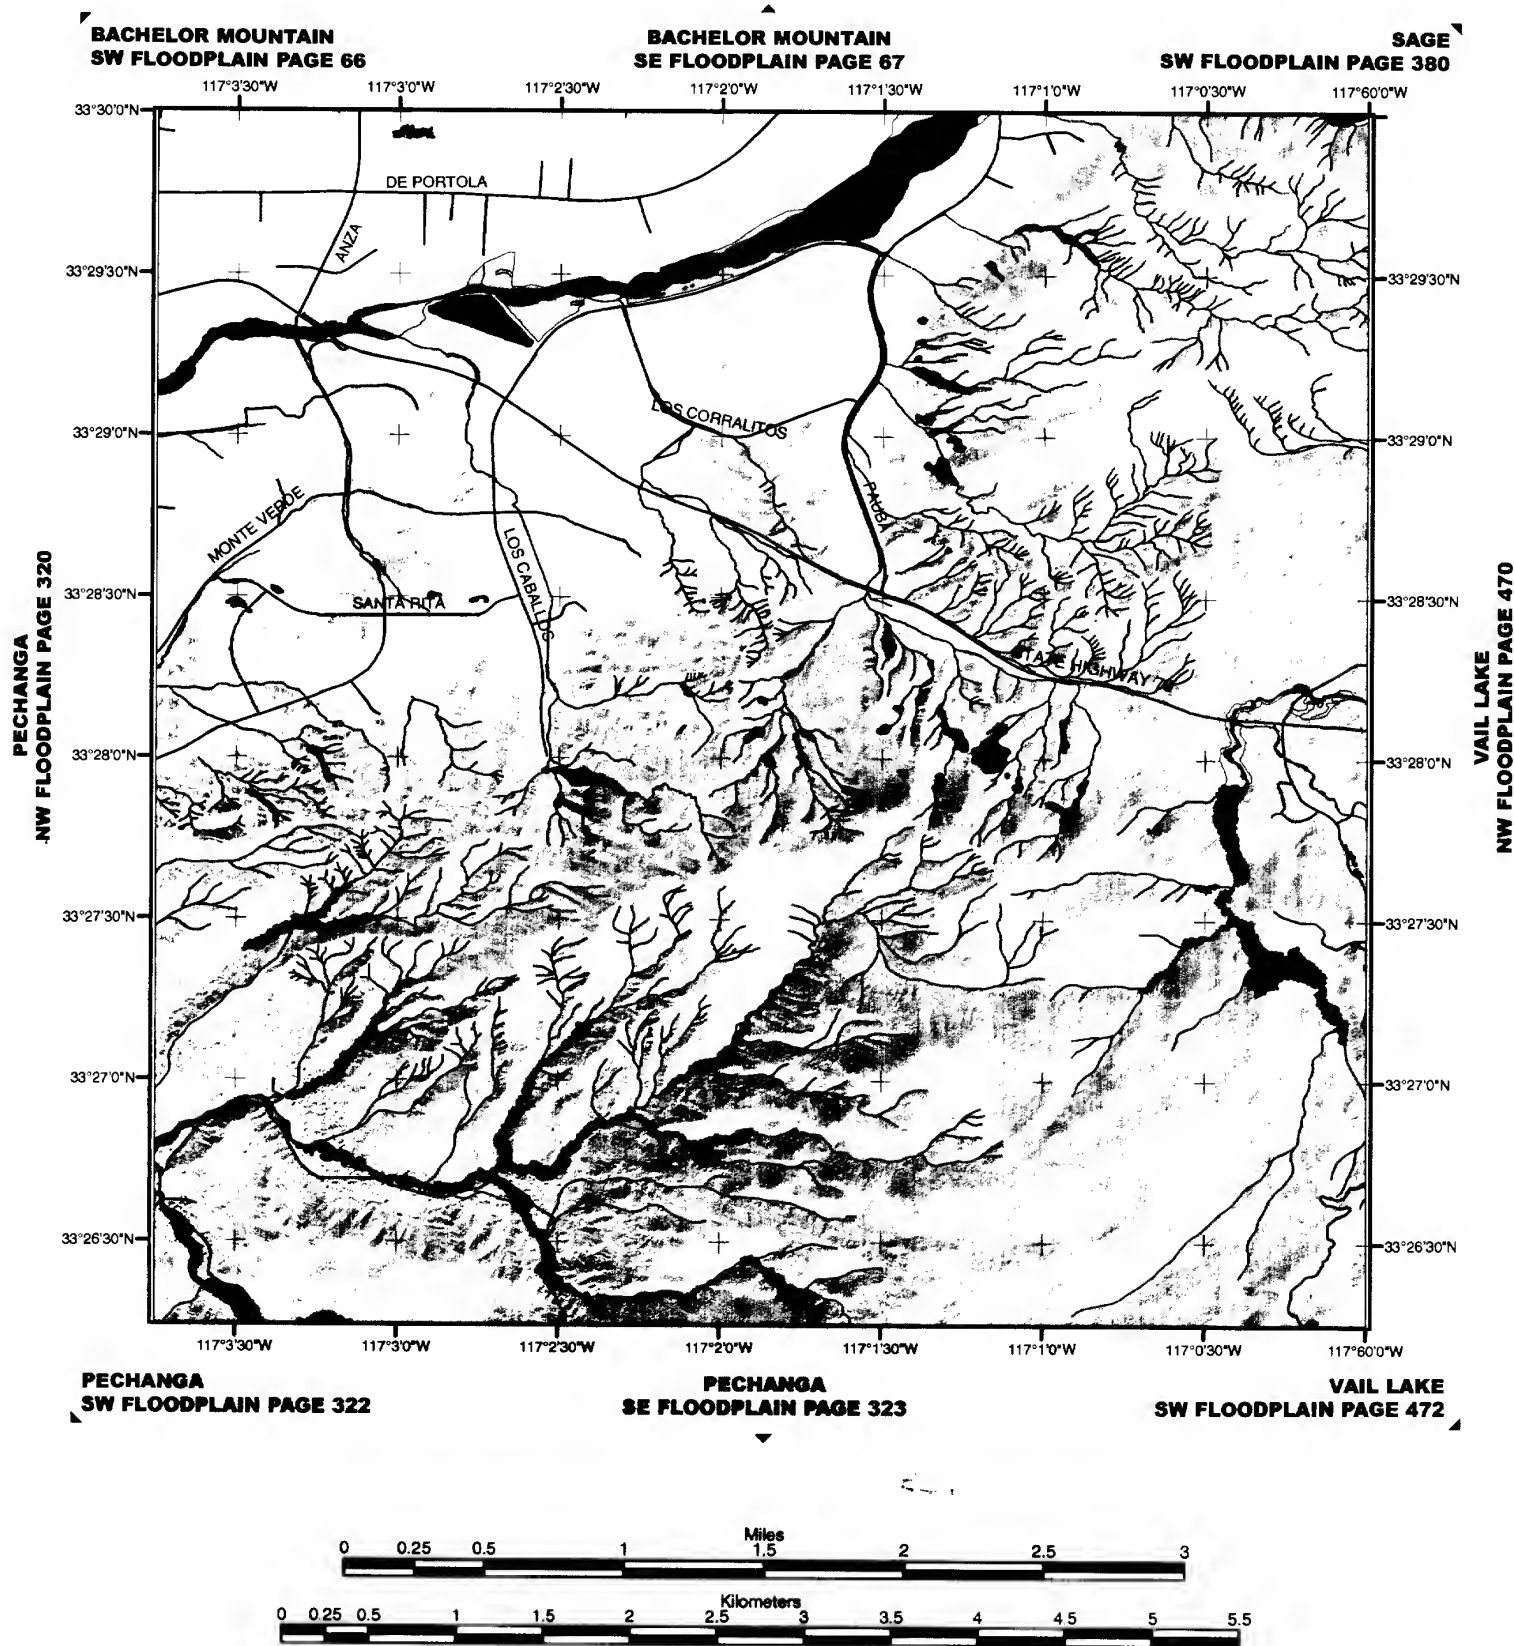 BACHELOR MOUNTAIN
SW FLOODPLAIN PAGE 66
BACHELOR MOUNTAIN
SE FLOODPLAIN PAGE 67
SAGE
SW FLOODPLAIN PAGE 380
117°3'30"W 117°3'0"W 117°2'30"W 117°2'0"W 117°1'30"W 117°1'0"W 117°0'30"W 117°60'0"W
33°30'0"N
DE PORTOLA
ANZA
33°29'30"N
33°29'30"N
LOS CORRALITOS
33°29'0"N
33°29'0"N
PAUBA
MONTE VERDE
LOS CABALLOS
33°28'30"N
SANTA RITA
33°28'30"N
STATE HIGHWAY 79
33°28'0"N
33°28'0"N
33°27'30"N
33°27'30"N
33°27'0"N
33°27'0"N
33°26'30"N
33°26'30"N
PECHANGA
NW FLOODPLAIN PAGE 320
VAIL LAKE
NW FLOODPLAIN PAGE 470
117°3'30"W 117°3'0"W 117°2'30"W 117°2'0"W 117°1'30"W 117°1'0"W 117°0'30"W 117°60'0"W
PECHANGA
SW FLOODPLAIN PAGE 322
PECHANGA
SE FLOODPLAIN PAGE 323
VAIL LAKE
SW FLOODPLAIN PAGE 472
Miles
0 0.25 0.5 1 1.5 2 2.5 3
Kilometers
0 0.25 0.5 1 1.5 2 2.5 3 3.5 4 4.5 5 5.5